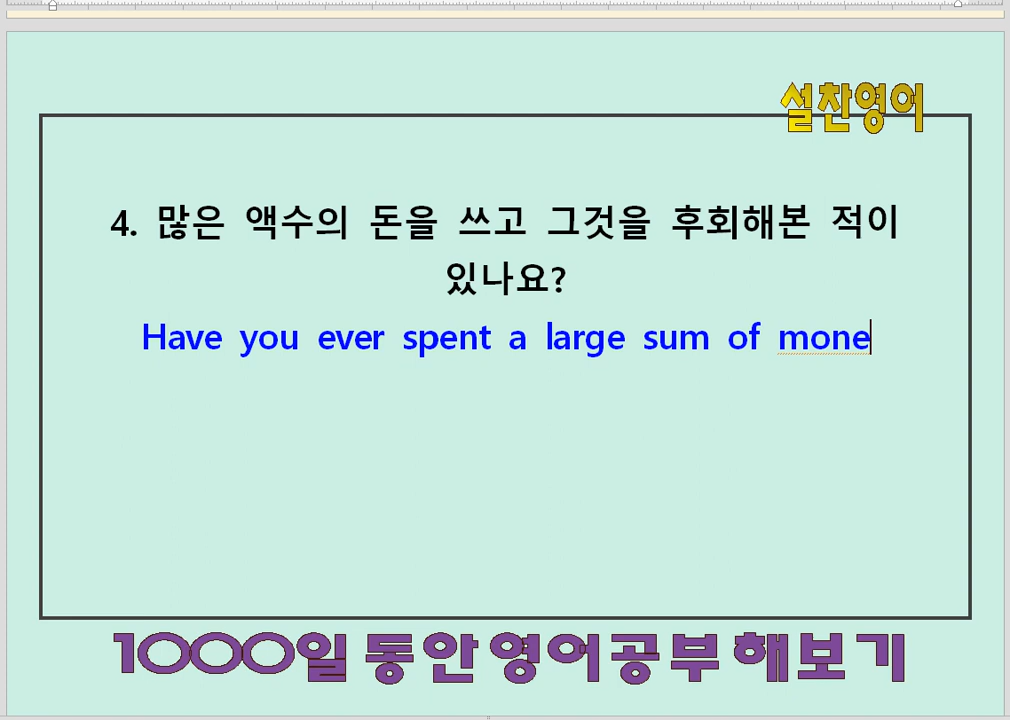 설찬영어
4. 많은 액수의 돈을 쓰고 그것을 후회해본 적이
있나요?
Have you ever spent a large sum of mone
1000일 동안 영어공부 해보기